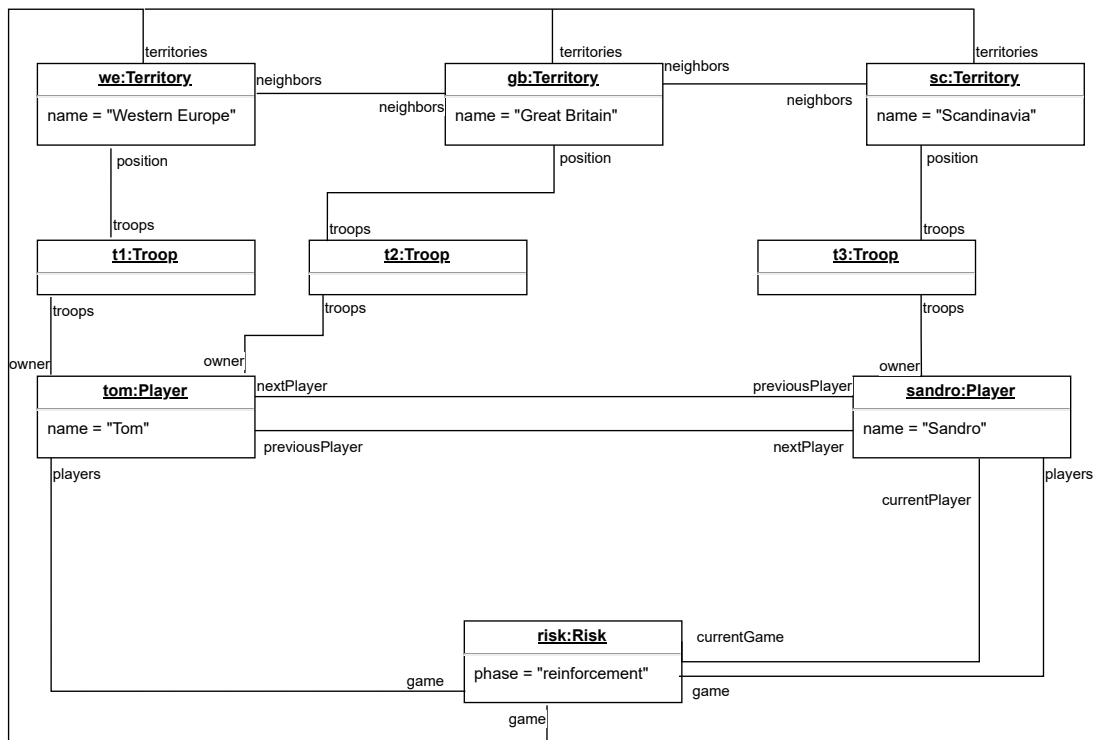 territories
territories
territories
we:Territory
name = "Western Europe"
neighbors
neighbors
gb:Territory
name = "Great Britain"
neighbors
neighbors
sc:Territory
name = "Scandinavia"
position
position
position
troops
troops
troops
t1:Troop
t2:Troop
t3:Troop
troops
troops
troops
owner
owner
owner
tom:Player
name = "Tom"
nextPlayer
previousPlayer
previousPlayer
nextPlayer
sandro:Player
name = "Sandro"
players
players
currentPlayer
risk:Risk
phase = "reinforcement"
currentGame
game
game
game